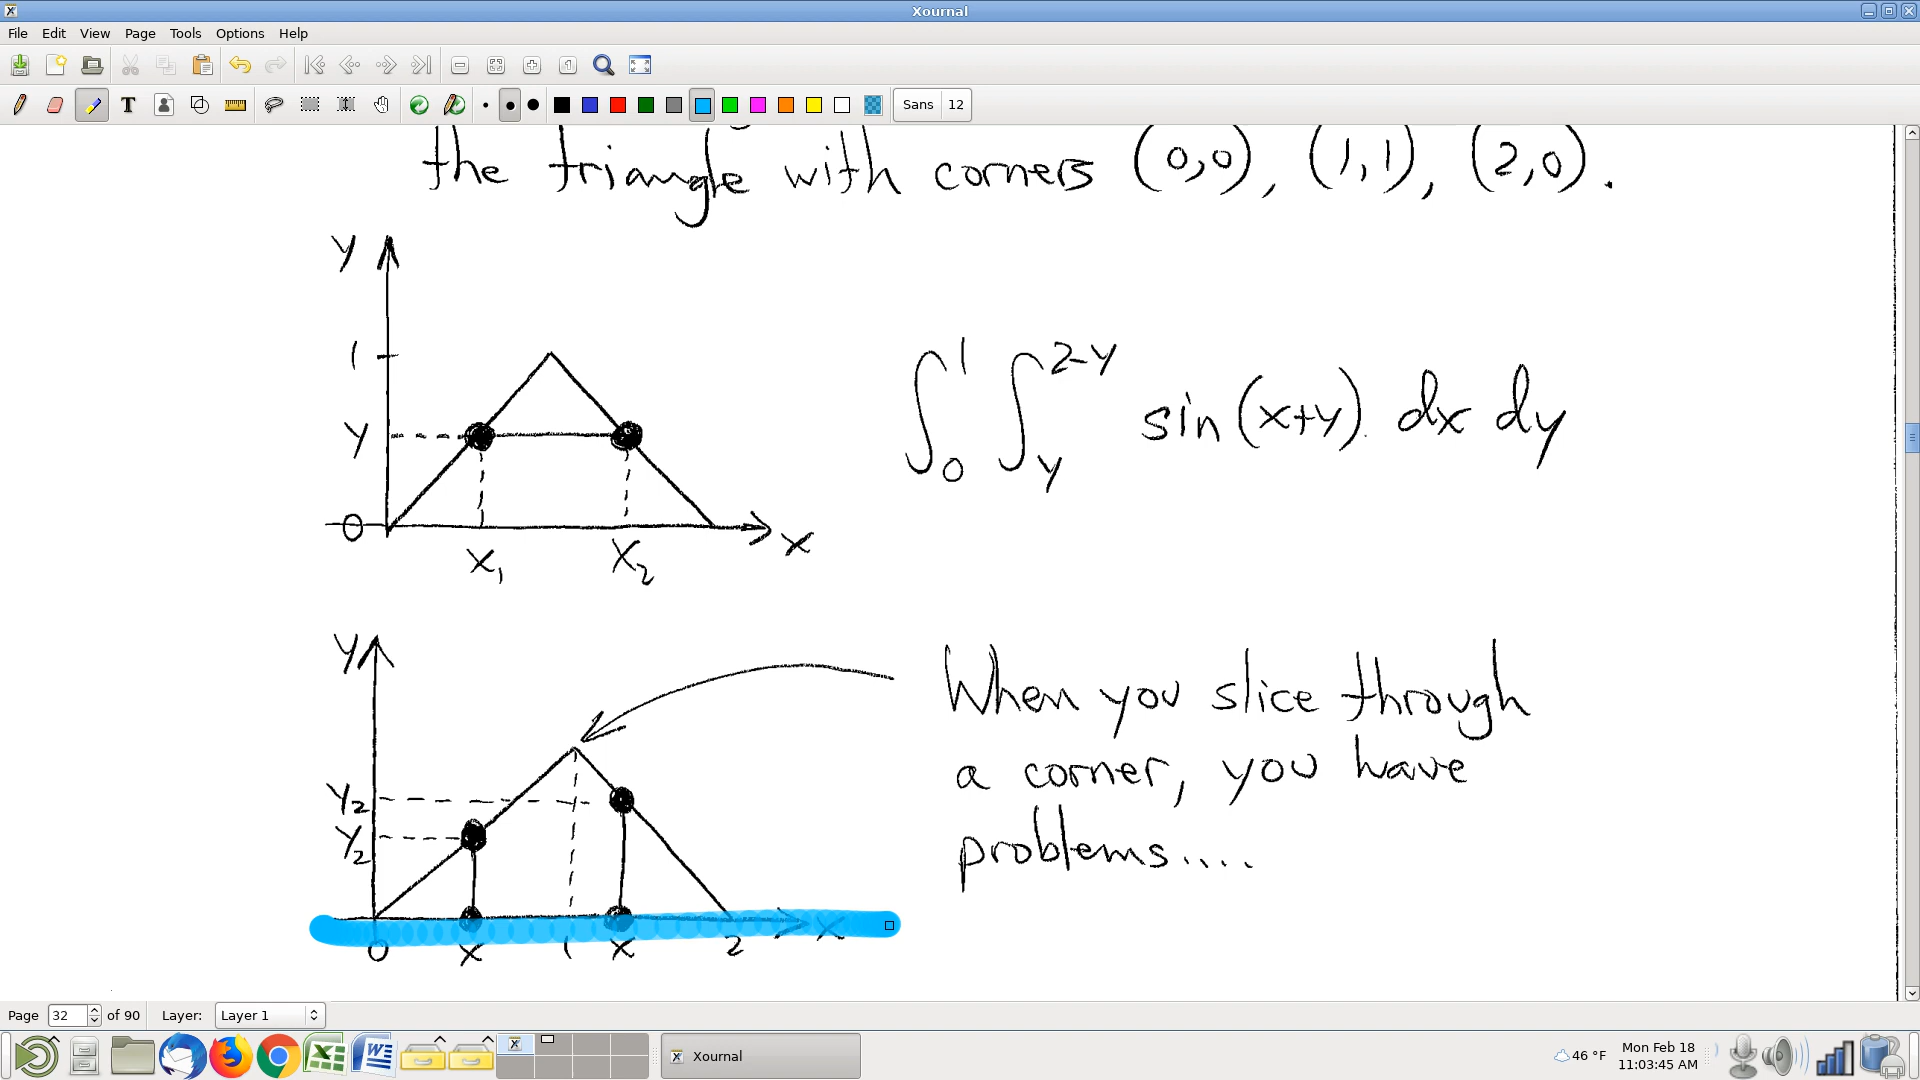 Xournal
File Edit View Page Tools Options Help
Sans 12
the triangle with corners (0,0), (1,1), (2,0).
y
1
y
0
x
x₁ x₂
∫₀¹ ∫_y^{2-y} sin(x+y) dx dy
y
y₂
y₂
0 x 1 x 2 x
When you slice through
a corner, you have
problems....
Page 32 of 90 Layer: Layer 1
Xournal
46 °F
Mon Feb 18
11:03:45 AM